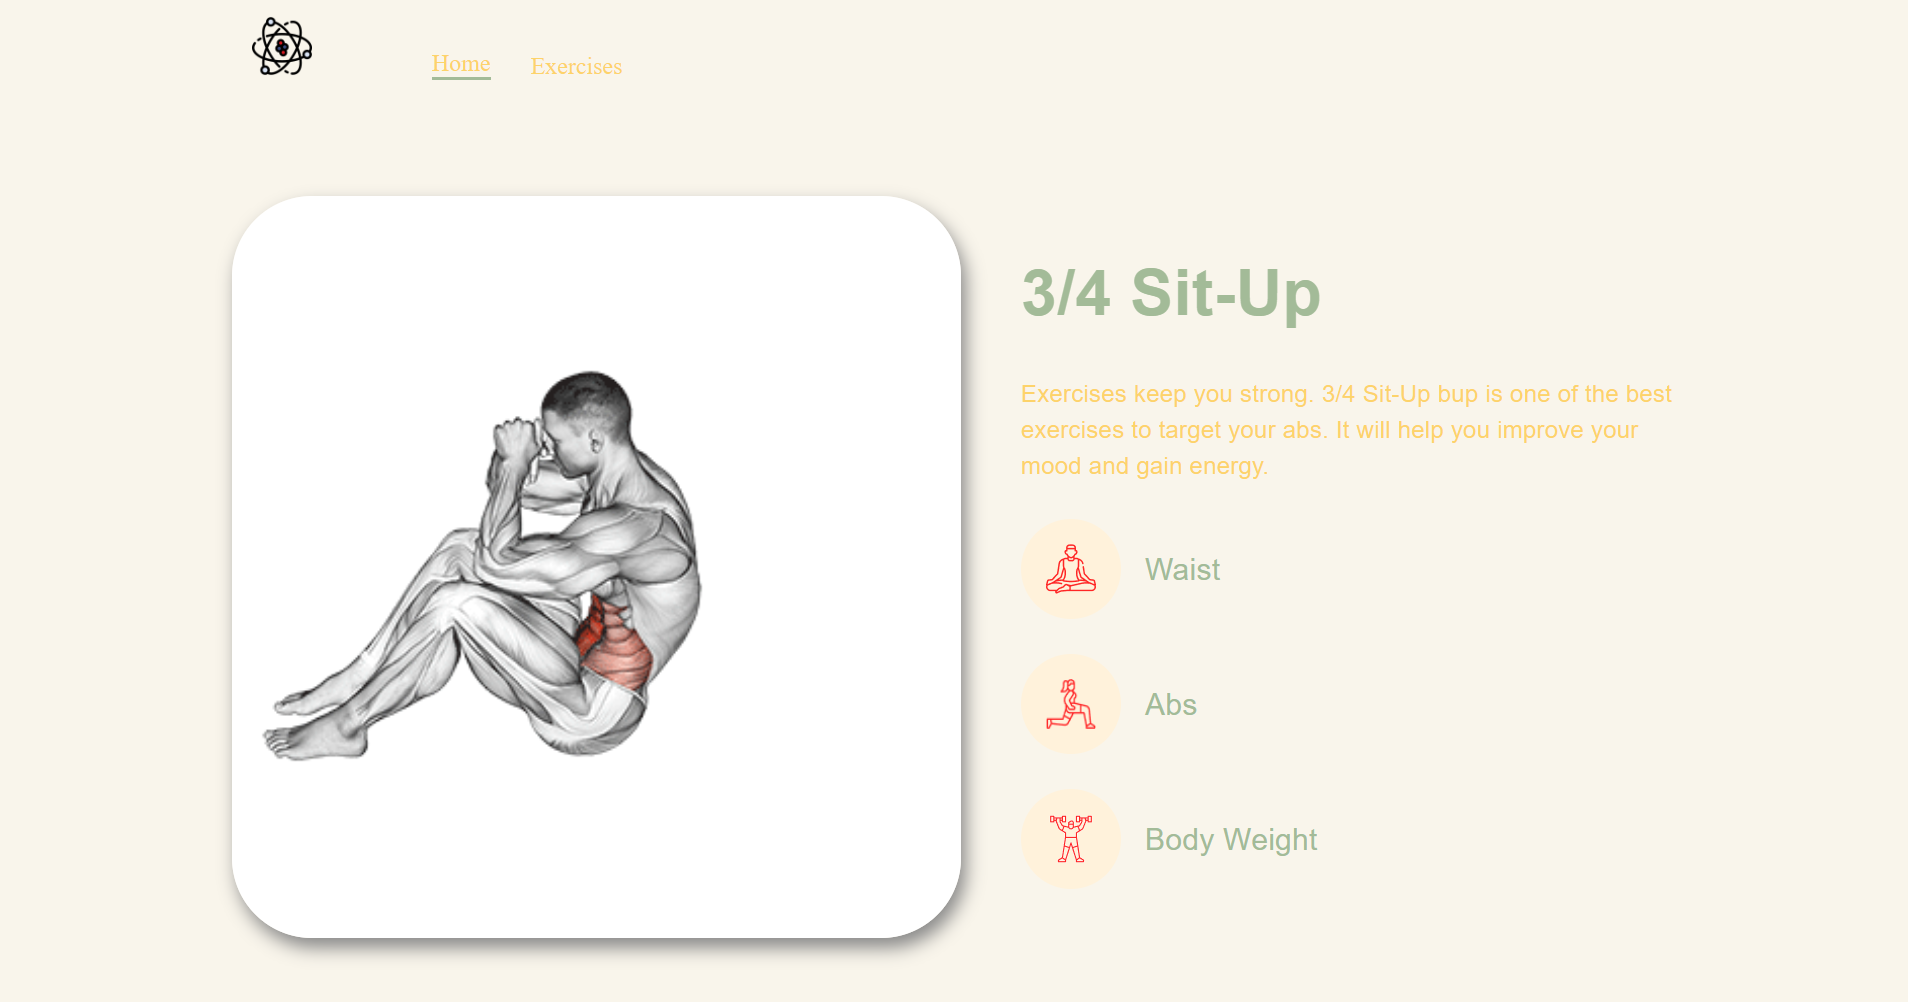 Home
Exercises
3/4 Sit-Up
Exercises keep you strong. 3/4 Sit-Up bup is one of the best
exercises to target your abs. It will help you improve your
mood and gain energy.
Waist
Abs
Body Weight